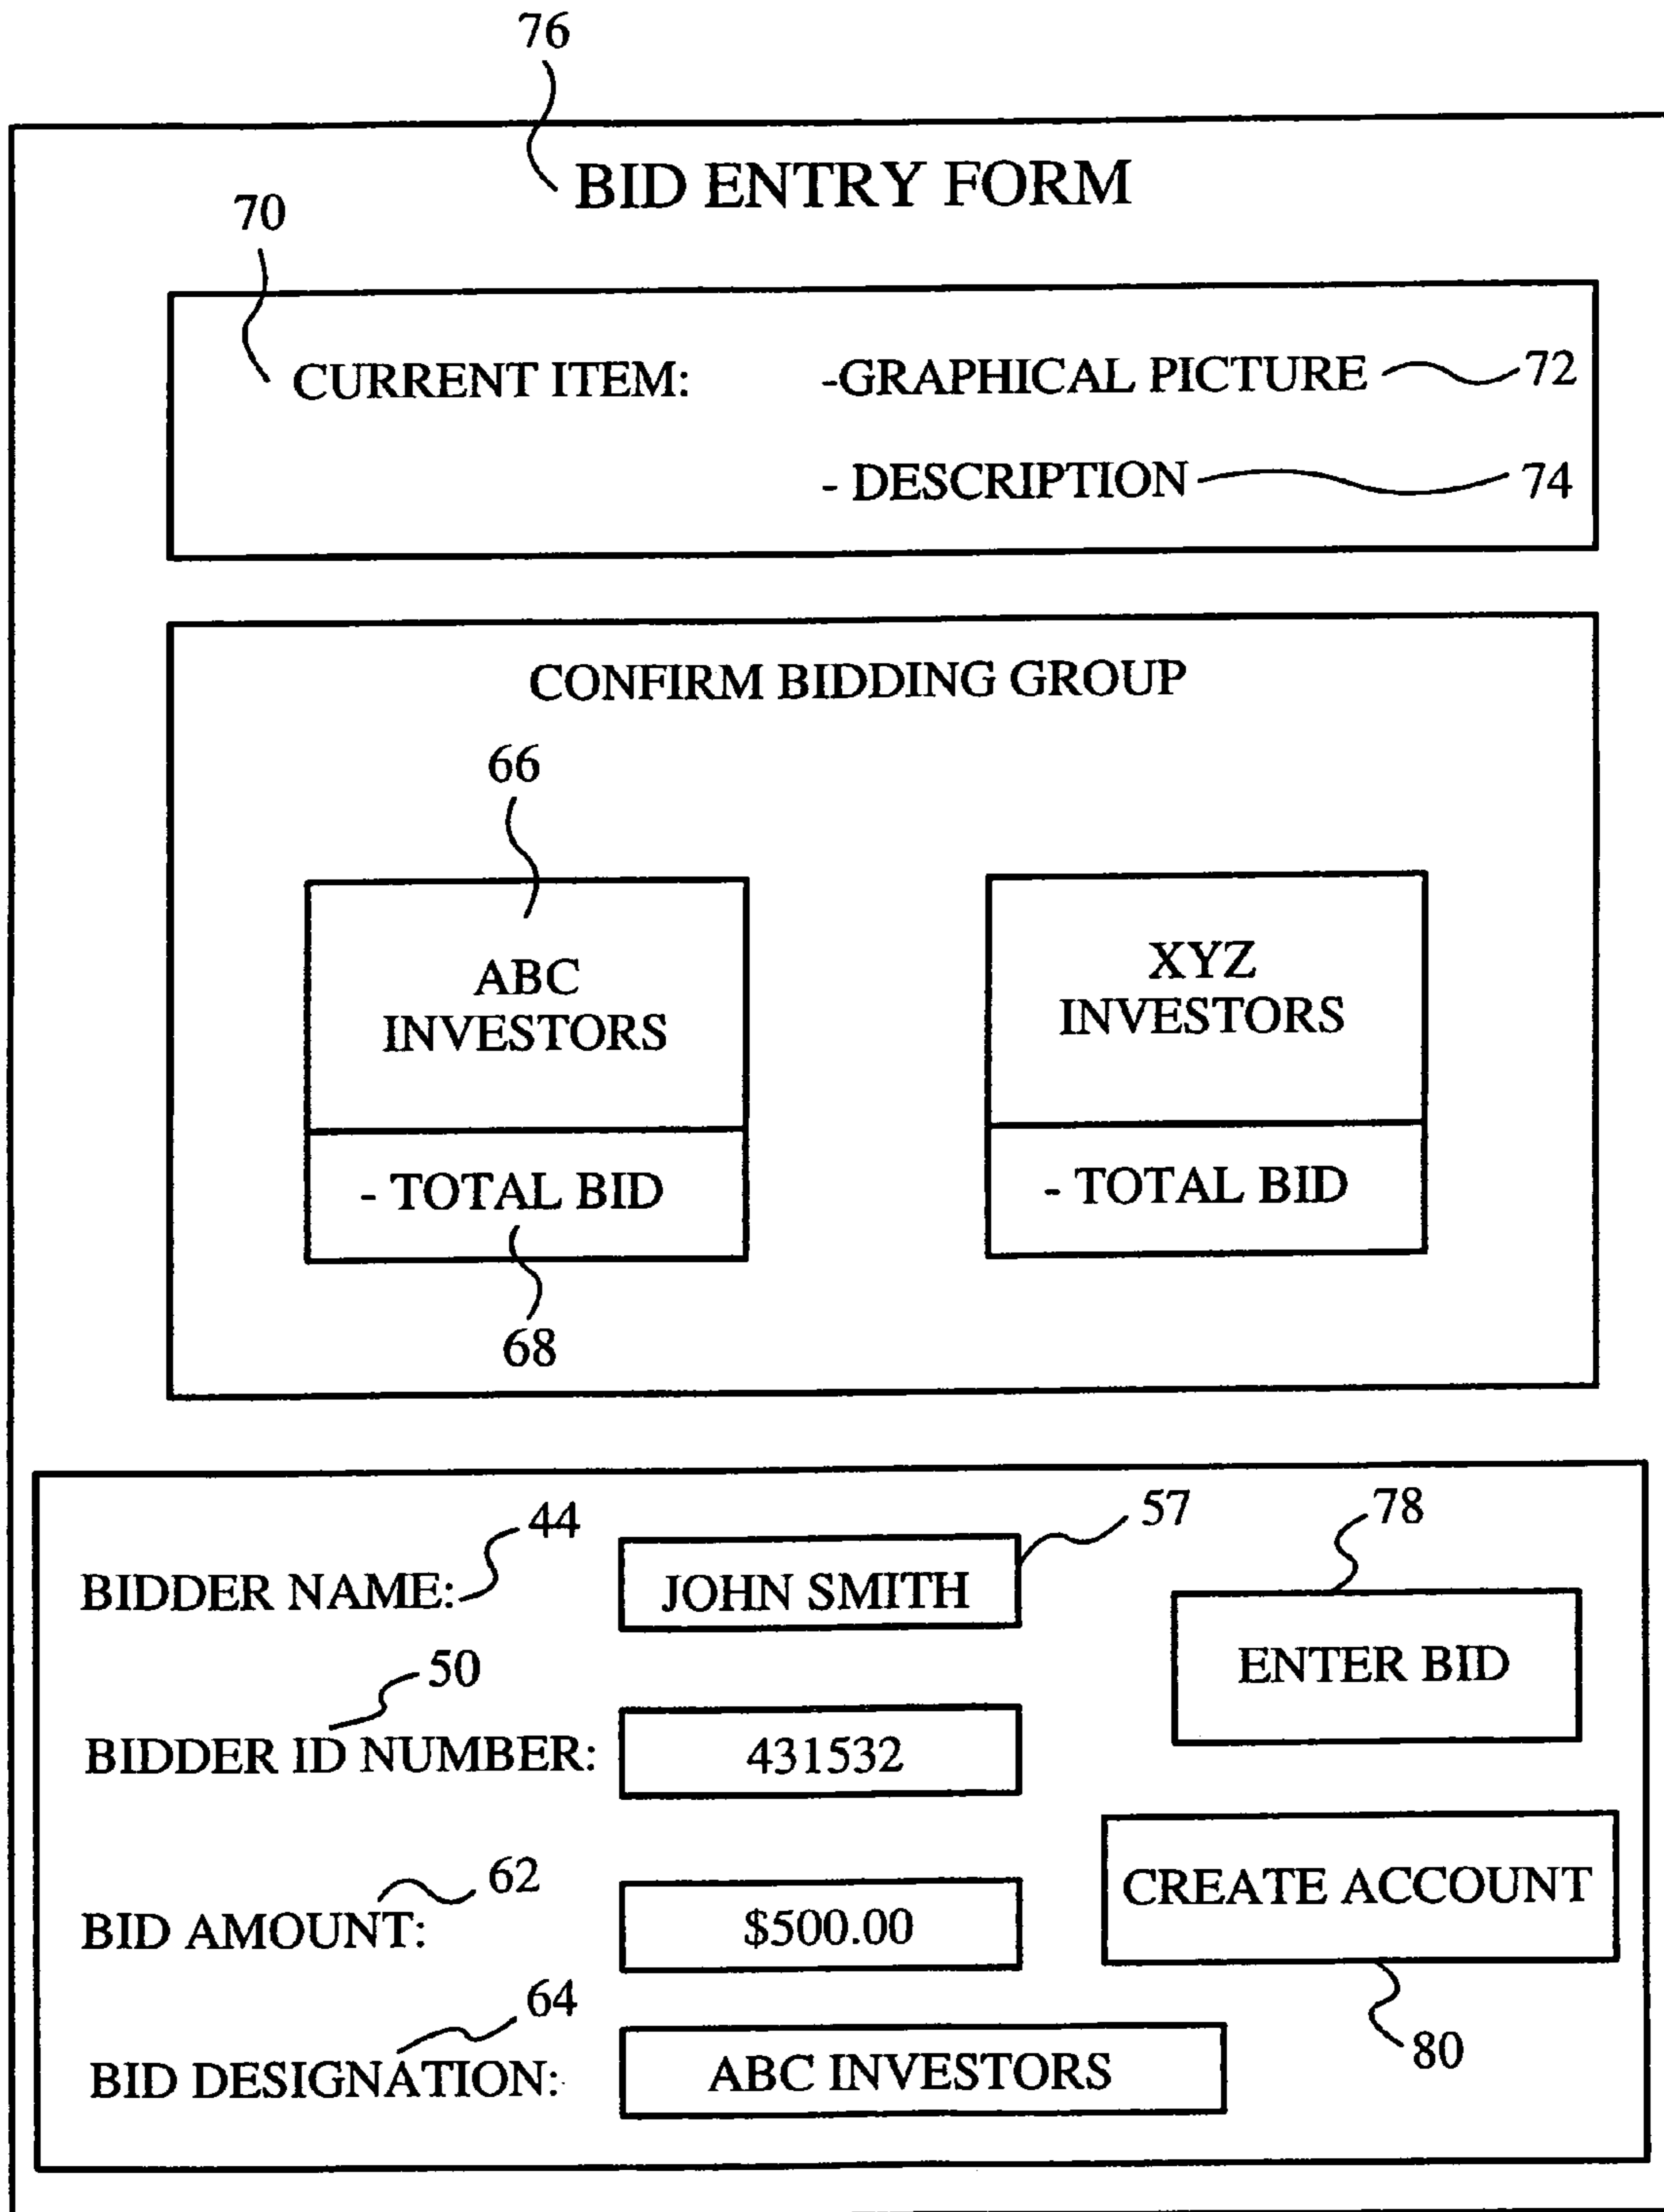 76
BID ENTRY FORM
70
CURRENT ITEM: -GRAPHICAL PICTURE 72
- DESCRIPTION 74
CONFIRM BIDDING GROUP
66
ABC
INVESTORS
- TOTAL BID
68
XYZ
INVESTORS
- TOTAL BID
44
57
78
BIDDER NAME: JOHN SMITH
ENTER BID
50
BIDDER ID NUMBER: 431532
62
CREATE ACCOUNT
BID AMOUNT: $500.00
64
80
BID DESIGNATION: ABC INVESTORS